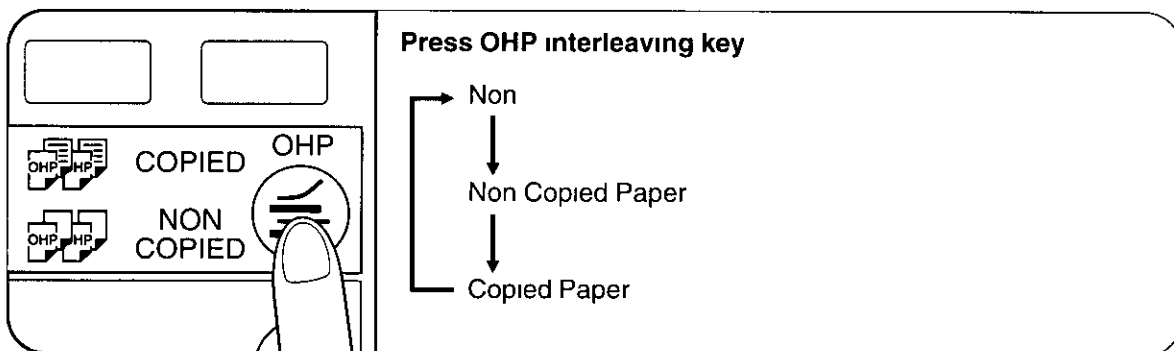 Press OHP interleaving key
OHP
OHP HP COPIED
OHP HP NON
COPIED
Non
Non Copied Paper
Copied Paper